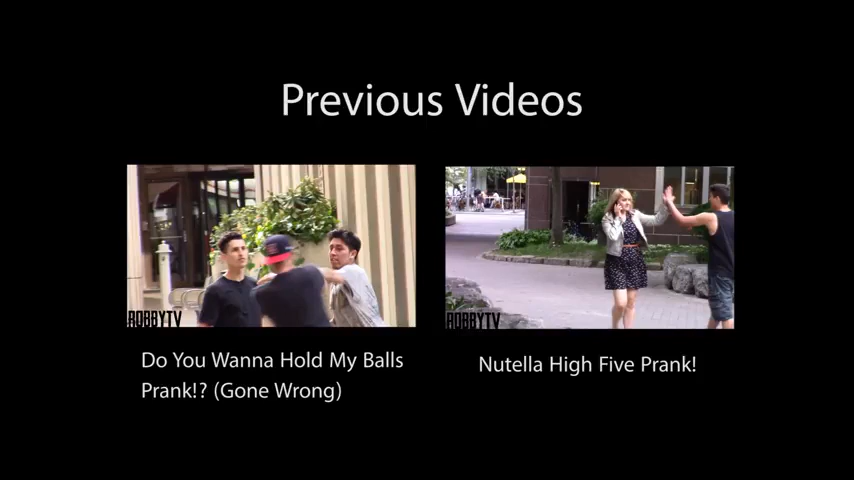 Previous Videos
ROBBYTV
ROBBYTV
Do You Wanna Hold My Balls
Prank!? (Gone Wrong)
Nutella High Five Prank!